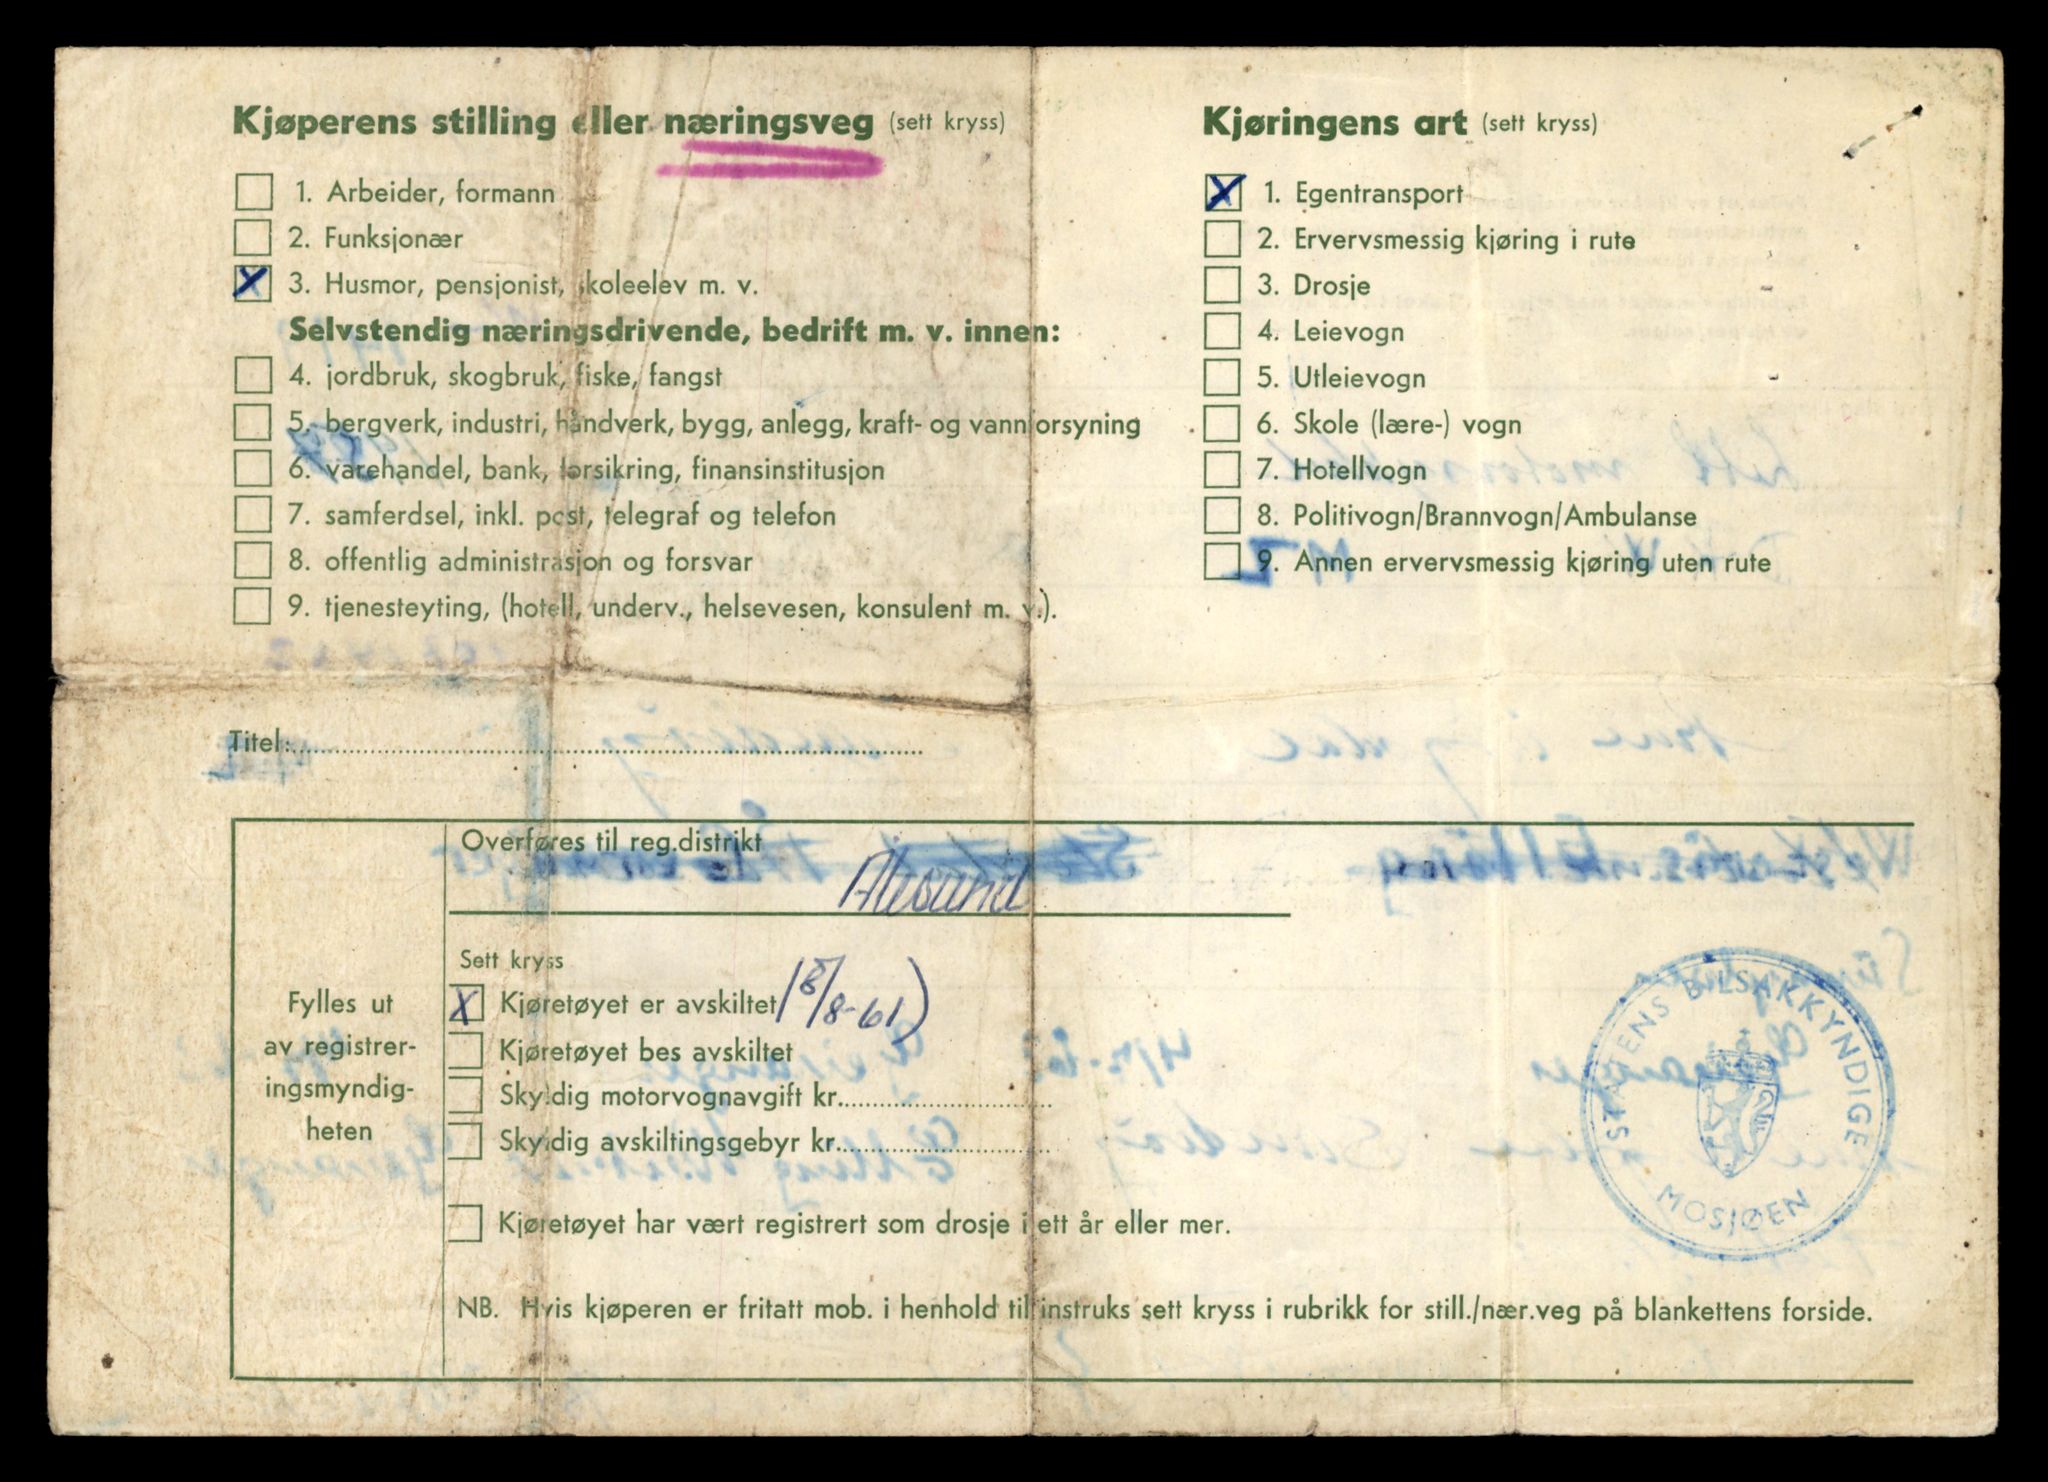 Kjøperens stilling eller næringsveg (sett kryss)
1. Arbeider, formann
2. Funksjonær
X 3. Husmor, pensjonist, skoleelev m. v.
Selvstendig næringsdrivende, bedrift m. v. innen:
4. jordbruk, skogbruk, fiske, fangst
5. bergverk, industri, håndverk, bygg, anlegg, kraft- og vannforsyning
6. varehandel, bank, forsikring, finansinstitusjon
7. samferdsel, inkl. post, telegraf og telefon
8. offentlig administrasjon og forsvar
9. tjenesteyting, (hotell, underv., helsevesen, konsulent m. v.).
Kjøringens art (sett kryss)
X 1. Egentransport
2. Ervervsmessig kjøring i rute
3. Drosje
4. Leievogn
5. Utleievogn
6. Skole (lære-) vogn
7. Hotellvogn
8. Politivogn/Brannvogn/Ambulanse
9. Annen ervervsmessig kjøring uten rute
Titel:
Fylles ut
av registrer-
ingsmyndig-
heten
Overføres til reg.distrikt
Ålesund
Sett kryss
X Kjøretøyet er avskiltet (8/8-61)
Kjøretøyet bes avskiltet
Skyldig motorvognavgift kr.
Skyldig avskiltingsgebyr kr.
Kjøretøyet har vært registrert som drosje i ett år eller mer.
NB. Hvis kjøperen er fritatt mob. i henhold til instruks sett kryss i rubrikk for still./nær.veg på blankettens forside.
STATENS BILSAKKYNDIGE
MOSJØEN